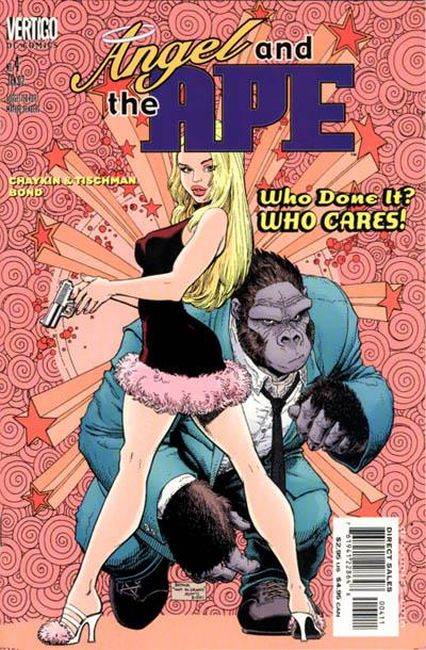 VERTIGO
DC COMICS
Angel and
the APE
CHAYKIN & TISCHMAN
BOND
Who Done It?
WHO CARES!
DIRECT SALES
00411
$2.95 US $4.95 CAN